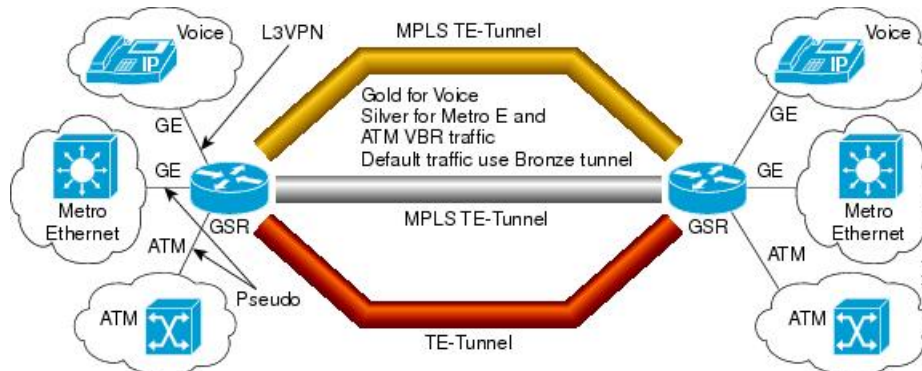 Voice
L3VPN
MPLS TE-Tunnel
Voice
IP
IP
GE
GE
Gold for Voice
Silver for Metro E and
ATM VBR traffic
Default traffic use Bronze tunnel
GE
GE
Metro
Ethernet
GSR
MPLS TE-Tunnel
GSR
Metro
Ethernet
ATM
ATM
Pseudo
ATM
ATM
TE-Tunnel